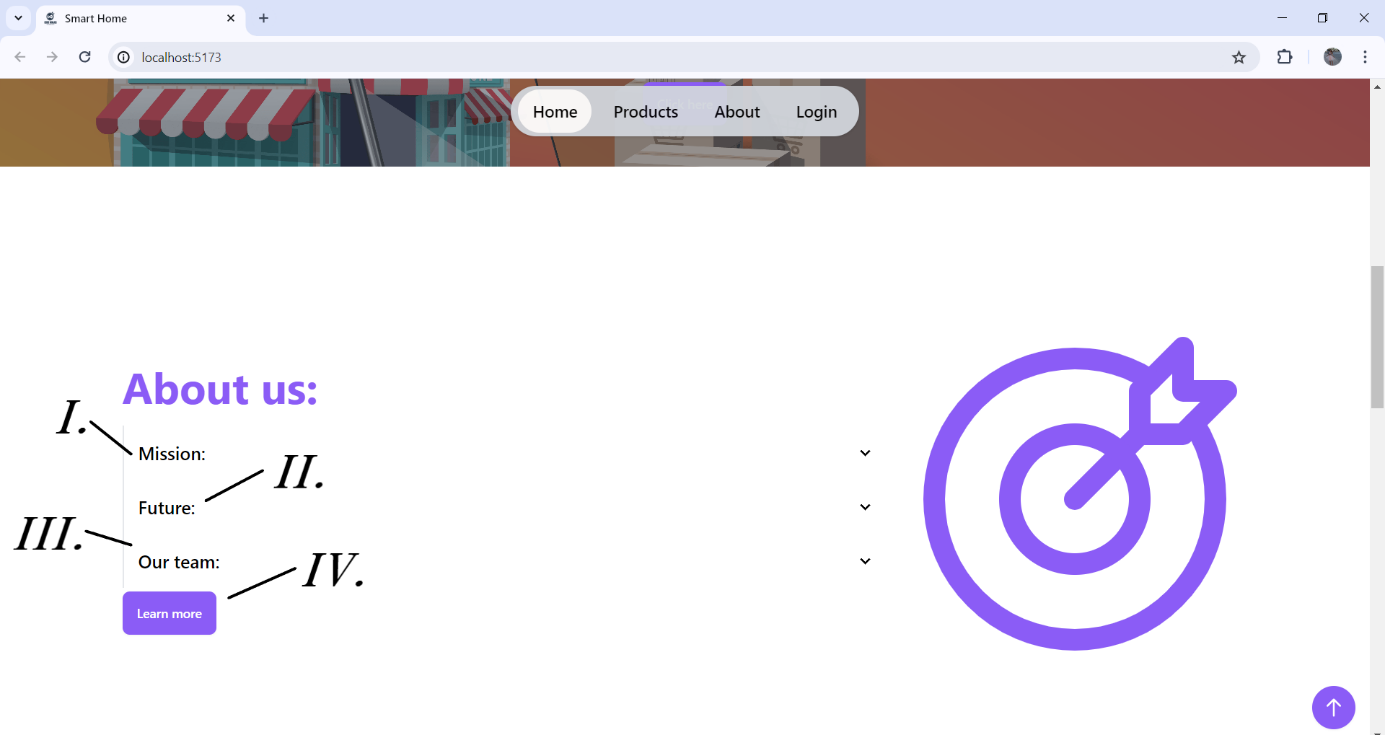 Smart Home
localhost:5173
Home Products About Login
About us:
I.
Mission:
II.
Future:
III.
Our team:
IV.
Learn more